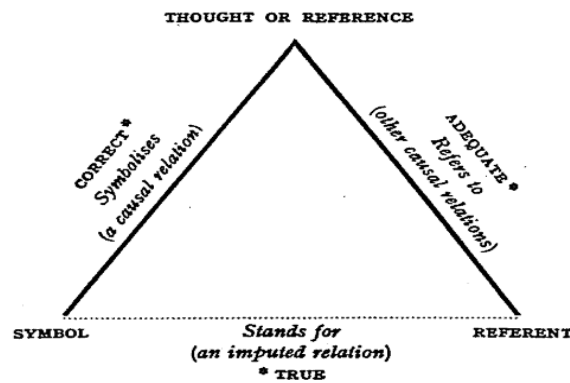 THOUGHT OR REFERENCE
CORRECT*
Symbolises
(a causal relation)
ADEQUATE*
Refers to
(other causal relations)
SYMBOL
Stands for
(an imputed relation)
* TRUE
REFERENT